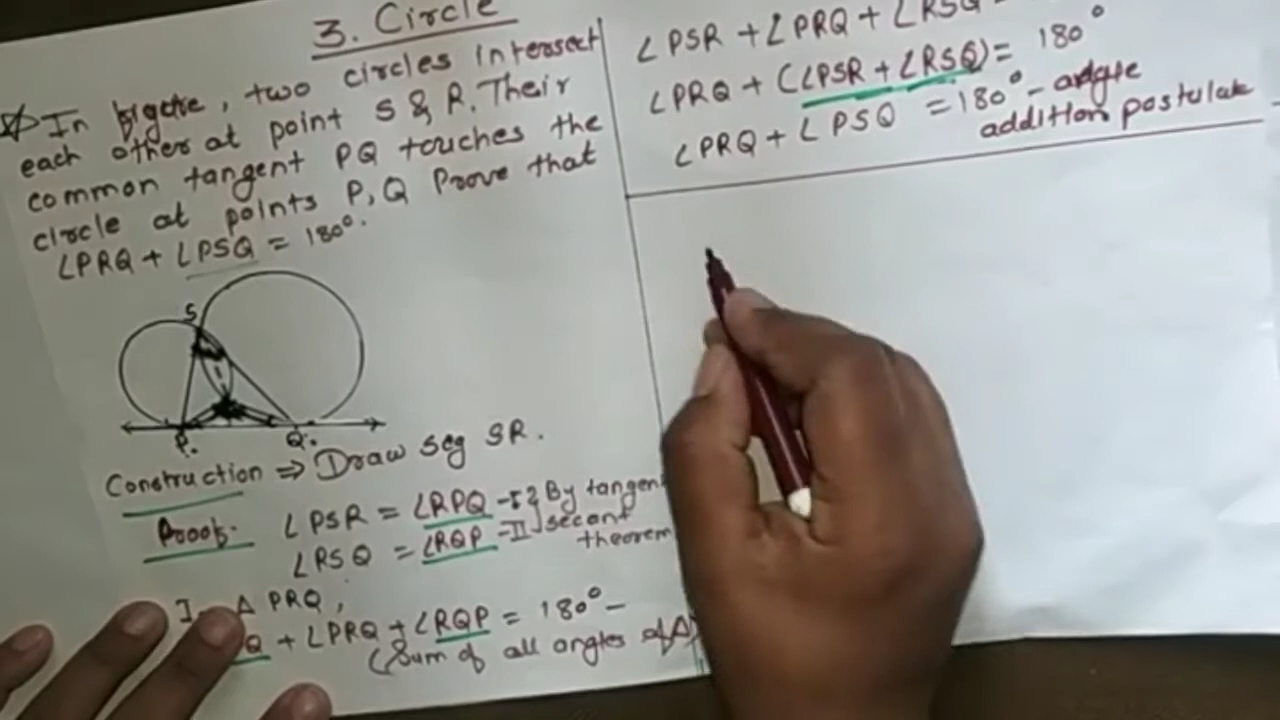 3. Circle
In figure, two circles intersect
each other at point S & R. Their
common tangent PQ touches the
circle at points P, Q Prove that
∠PRQ + ∠PSQ = 180°.
S
P. Q.
Construction ⇒ Draw seg SR.
Proof:- ∠PSR = ∠RPQ - I } By tangent
∠RSQ = ∠RQP - II } secant
theorem
In Δ PRQ,
Q + ∠PRQ + ∠RQP = 180° -
(Sum of all angles of Δ)
∠PSR + ∠PRQ + ∠RSQ
∠PRQ + (∠PSR + ∠RSQ) = 180°
∠PRQ + ∠PSQ = 180° - angle
addition postulate